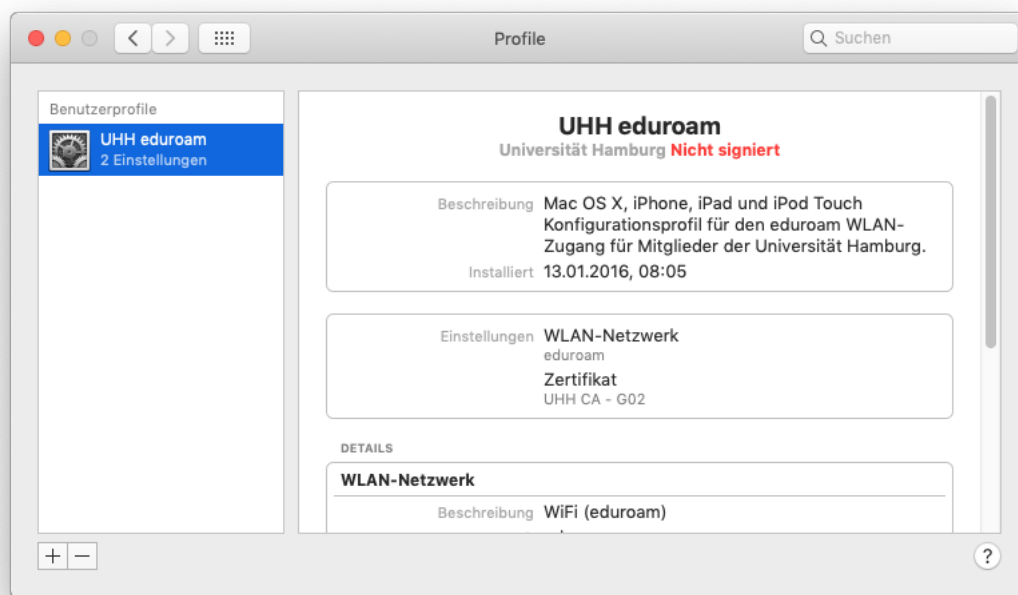 Profile
Suchen
Benutzerprofile
UHH eduroam
2 Einstellungen
UHH eduroam
Universität Hamburg Nicht signiert
Beschreibung Mac OS X, iPhone, iPad und iPod Touch
Konfigurationsprofil für den eduroam WLAN-
Zugang für Mitglieder der Universität Hamburg.
Installiert 13.01.2016, 08:05
Einstellungen WLAN-Netzwerk
eduroam
Zertifikat
UHH CA - G02
DETAILS
WLAN-Netzwerk
Beschreibung WiFi (eduroam)
+ − ?